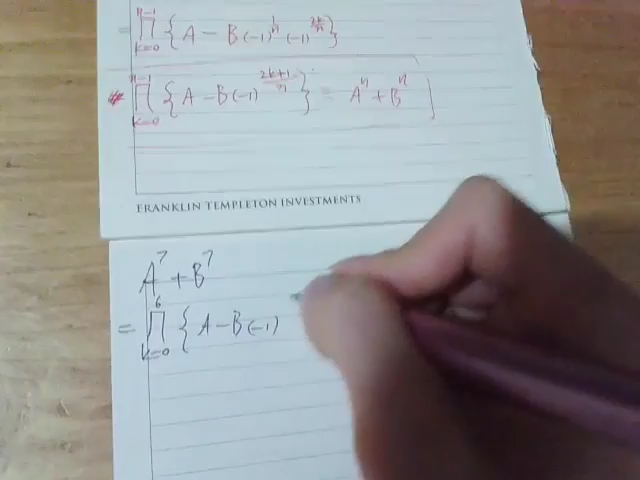 = ∏_{k=0}^{n-1} { A - B(-1)^{1/n} (-1)^{2k/n} }
* ∏_{k=0}^{n-1} { A - B(-1)^{(2k+1)/n} } = A^n + B^n
FRANKLIN TEMPLETON INVESTMENTS
A^7 + B^7
= ∏_{k=0}^{6} { A - B(-1)